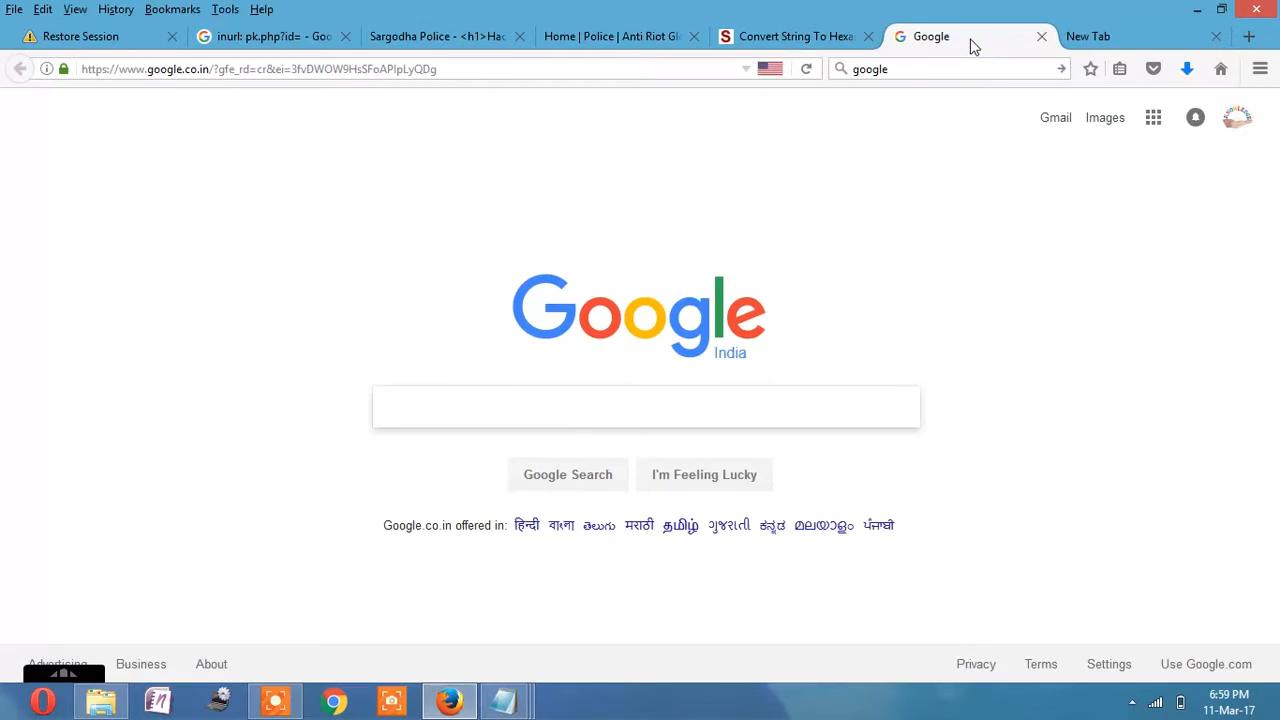 File Edit View History Bookmarks Tools Help
Restore Session
inurl: pk.php?id= - Goo
Sargodha Police - <h1>Hac
Home | Police | Anti Riot Gl
Convert String To Hexa
Google
New Tab
https://www.google.co.in/?gfe_rd=cr&ei=3fvDWOW9HsSFoAPlpLyQDg
google
Gmail Images
Google
India
Google Search I'm Feeling Lucky
Google.co.in offered in: हिन्दी বাংলা తెలుగు मराठी தமிழ் ગુજરાતી ಕನ್ನಡ മലയാളം ਪੰਜਾਬੀ
Advertising Business About Privacy Terms Settings Use Google.com
6:59 PM
11-Mar-17